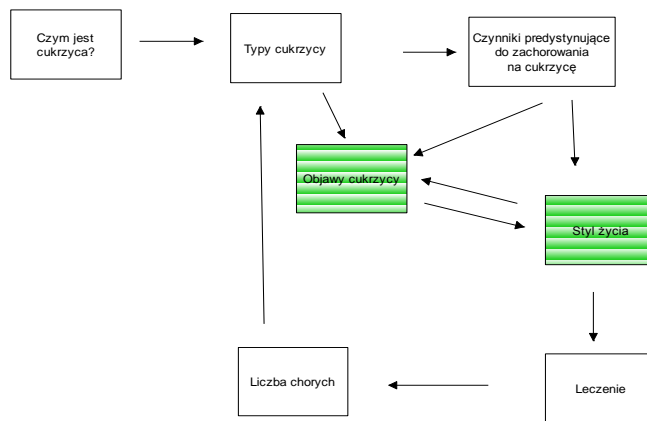 Czym jest
cukrzyca?
Typy cukrzycy
Czynniki predystynujące
do zachorowania
na cukrzycę
Objawy cukrzycy
Styl życia
Liczba chorych
Leczenie